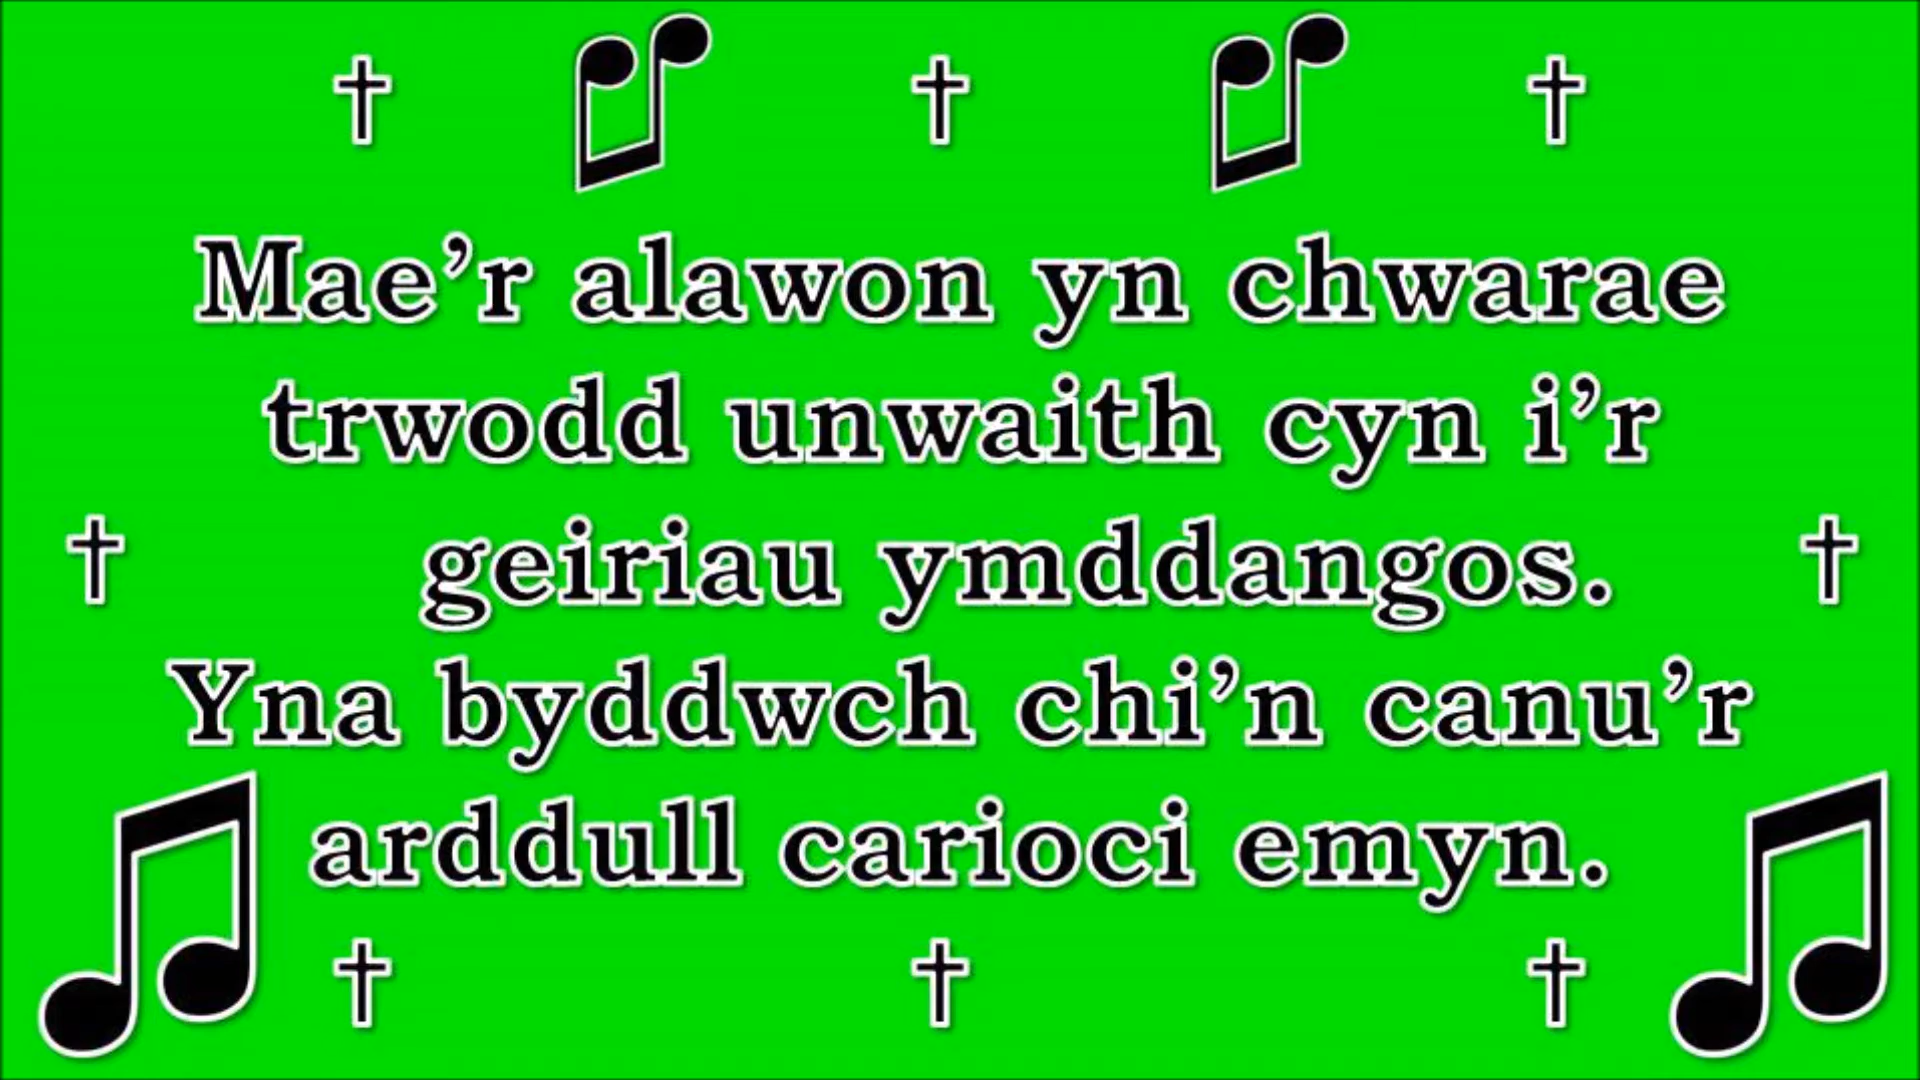 Mae’r alawon yn chwarae
trwodd unwaith cyn i’r
geiriau ymddangos.
Yna byddwch chi’n canu’r
arddull carioci emyn.